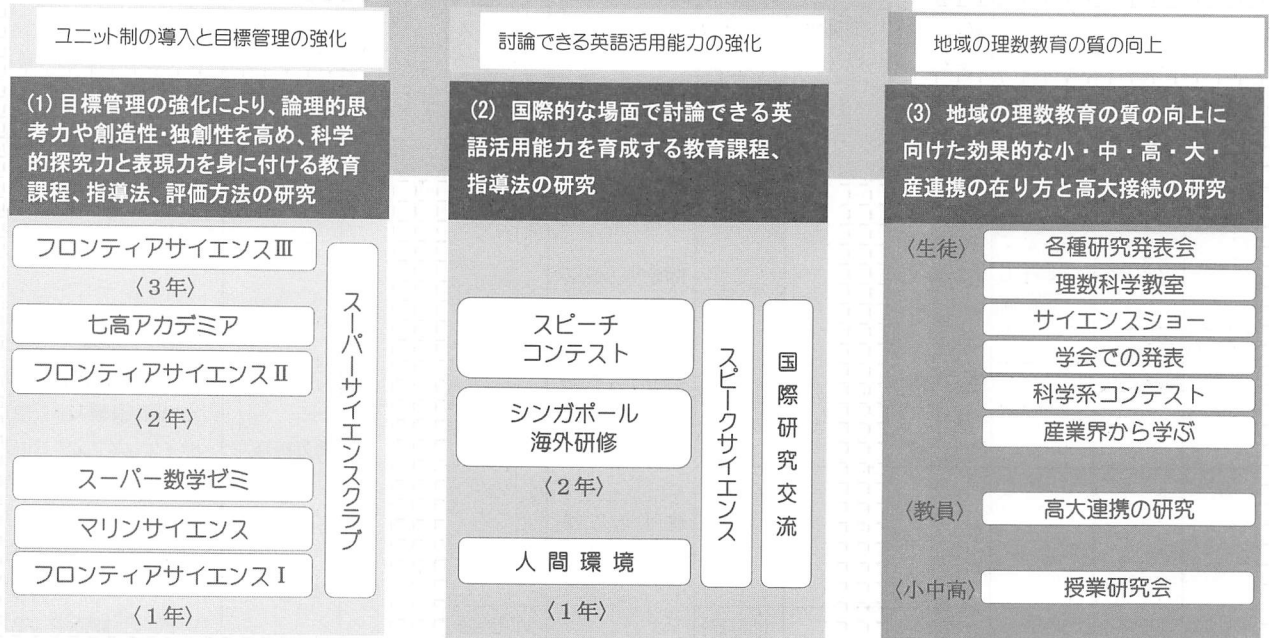 ユニット制の導入と目標管理の強化
(1) 目標管理の強化により、論理的思
考力や創造性・独創性を高め、科学
的探究力と表現力を身に付ける教育
課程、指導法、評価方法の研究
フロンティアサイエンスⅢ
〈3年〉
七高アカデミア
フロンティアサイエンスⅡ
〈2年〉
スーパー数学ゼミ
マリンサイエンス
フロンティアサイエンスⅠ
〈1年〉
スーパーサイエンスクラブ
討論できる英語活用能力の強化
(2) 国際的な場面で討論できる英
語活用能力を育成する教育課程、
指導法の研究
スピーチ
コンテスト
シンガポール
海外研修
〈2年〉
人間環境
〈1年〉
スピークサイエンス
国際研究交流
地域の理数教育の質の向上
(3) 地域の理数教育の質の向上に
向けた効果的な小・中・高・大・
産連携の在り方と高大接続の研究
〈生徒〉
各種研究発表会
理数科学教室
サイエンスショー
学会での発表
科学系コンテスト
産業界から学ぶ
〈教員〉
高大連携の研究
〈小中高〉
授業研究会